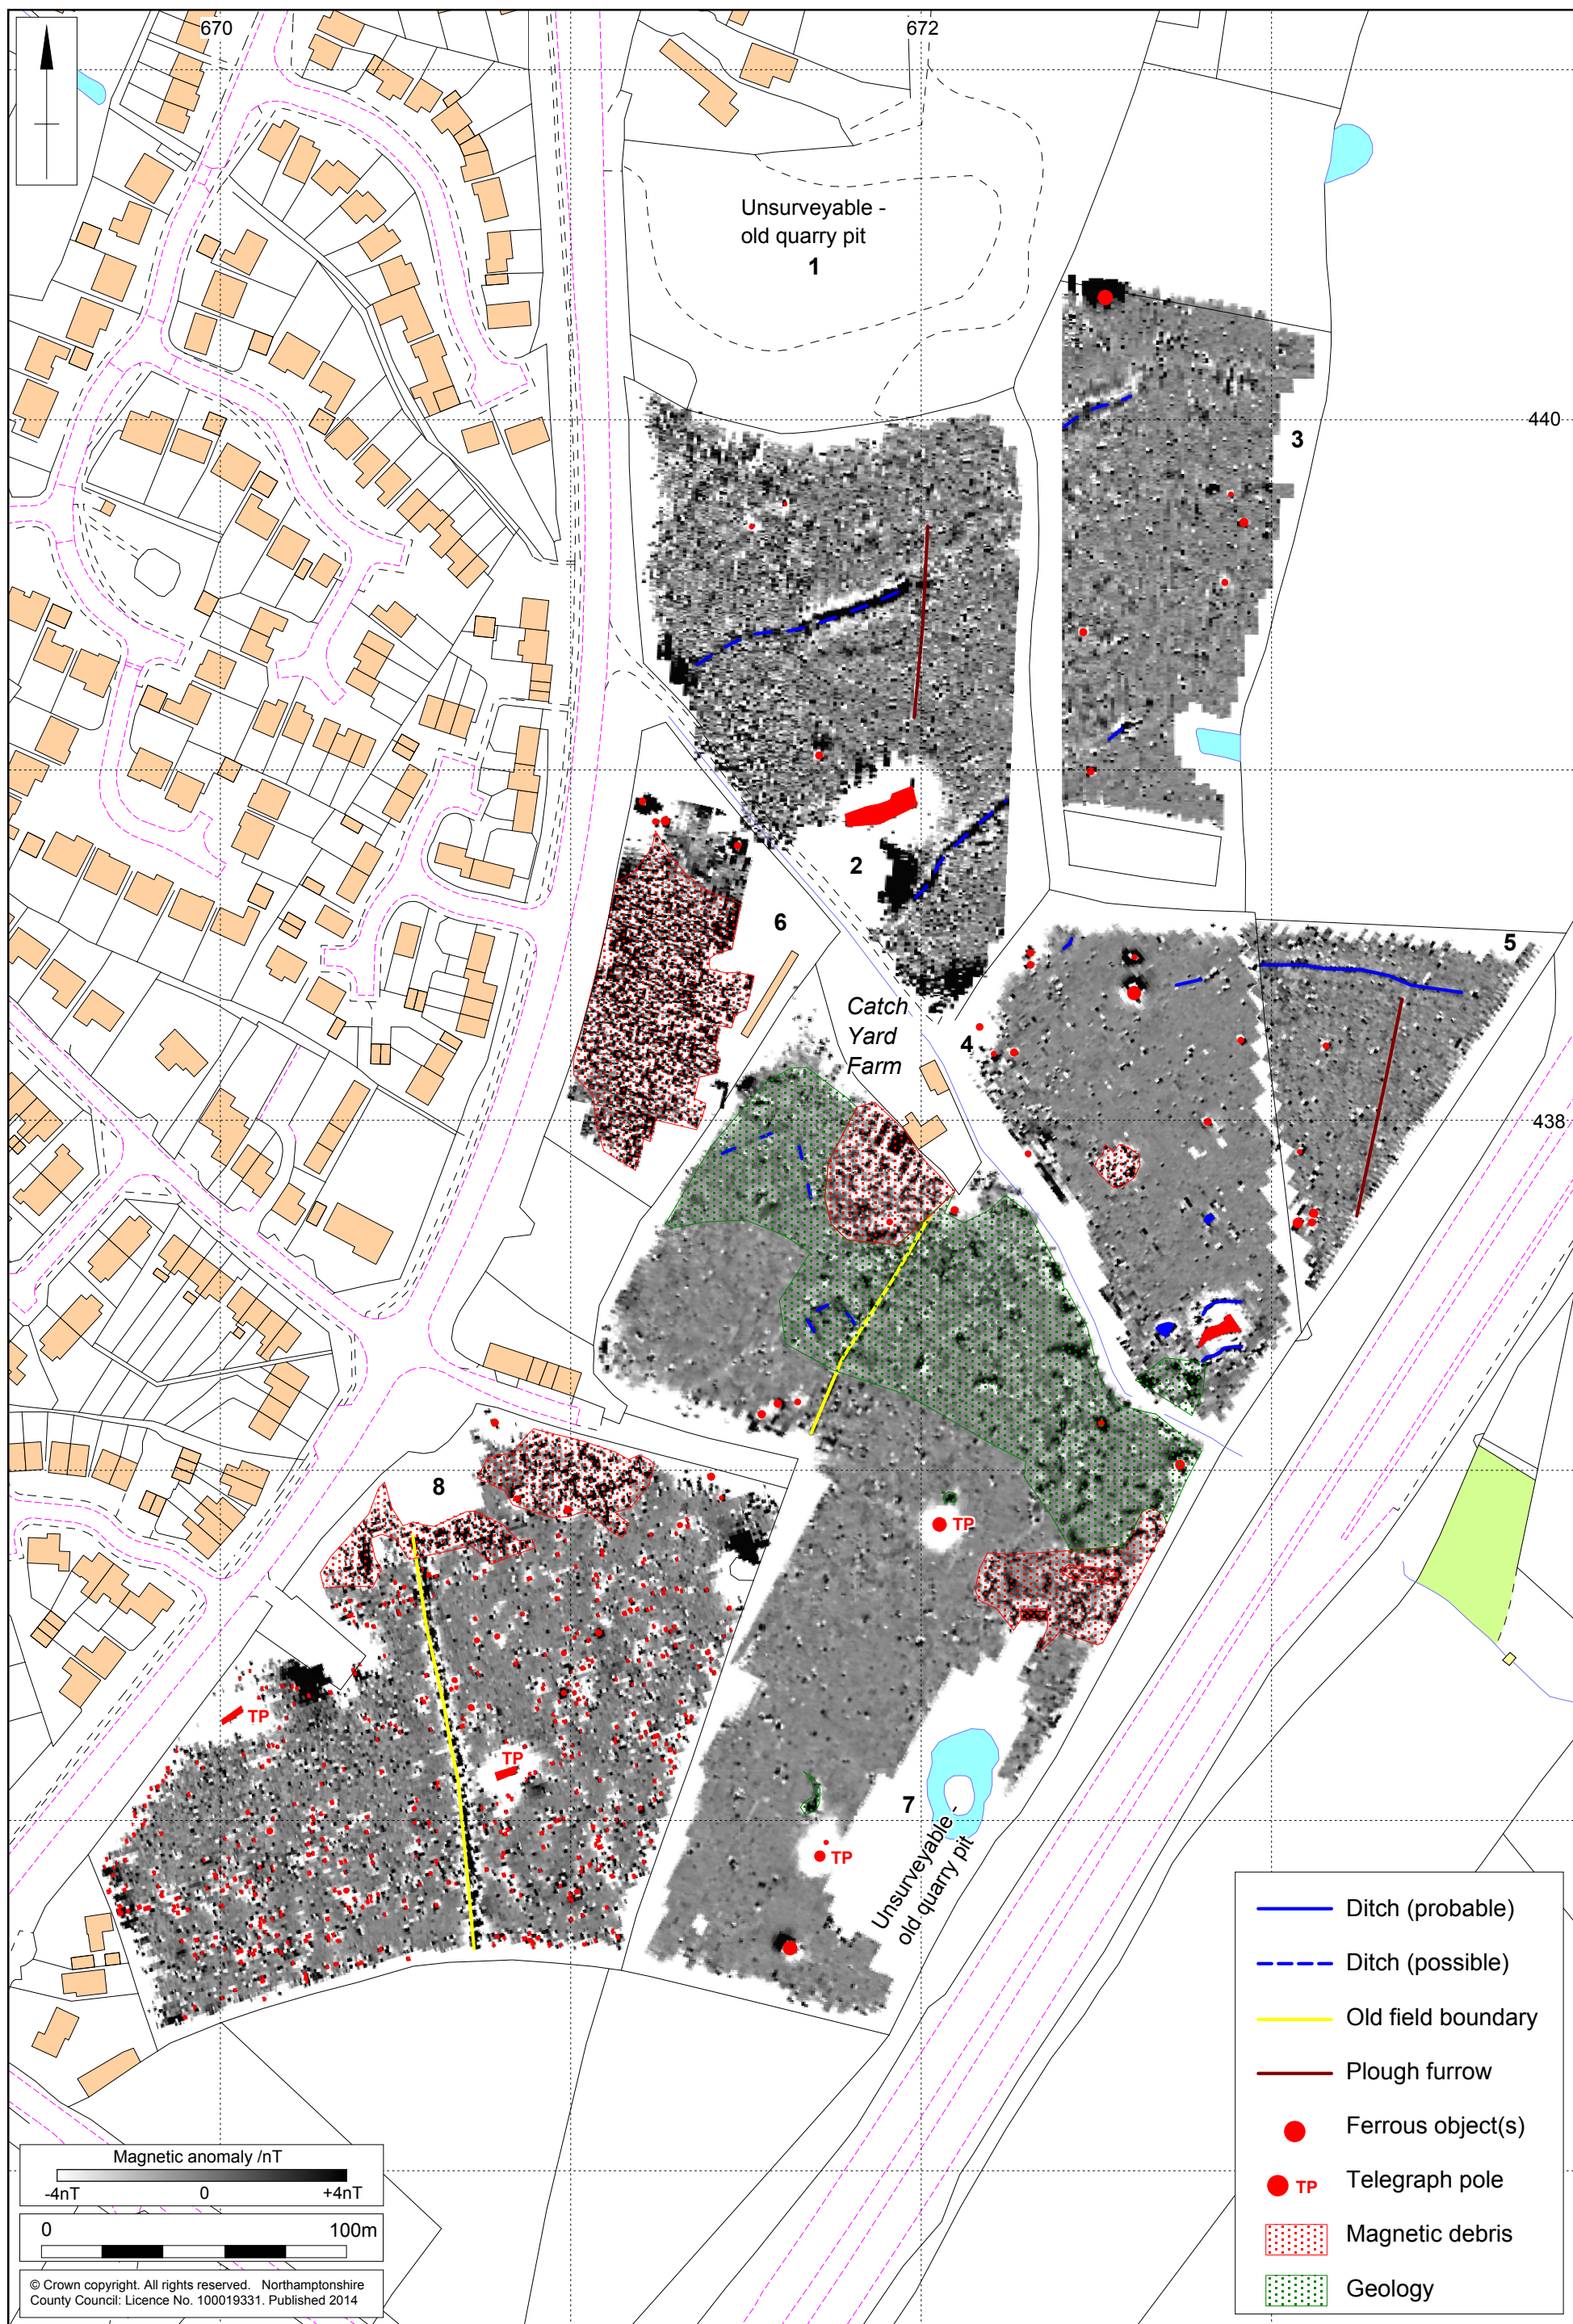 670
672
Unsurveyable -
old quarry pit
1
440
3
2
6
5
Catch
Yard
Farm
4
438
8
TP
TP
TP
7
TP
Unsurveyable -
old quarry pit
Ditch (probable)
Ditch (possible)
Old field boundary
Plough furrow
Ferrous object(s)
TP Telegraph pole
Magnetic debris
Geology
Magnetic anomaly /nT
-4nT 0 +4nT
0 100m
© Crown copyright. All rights reserved. Northamptonshire
County Council: Licence No. 100019331. Published 2014